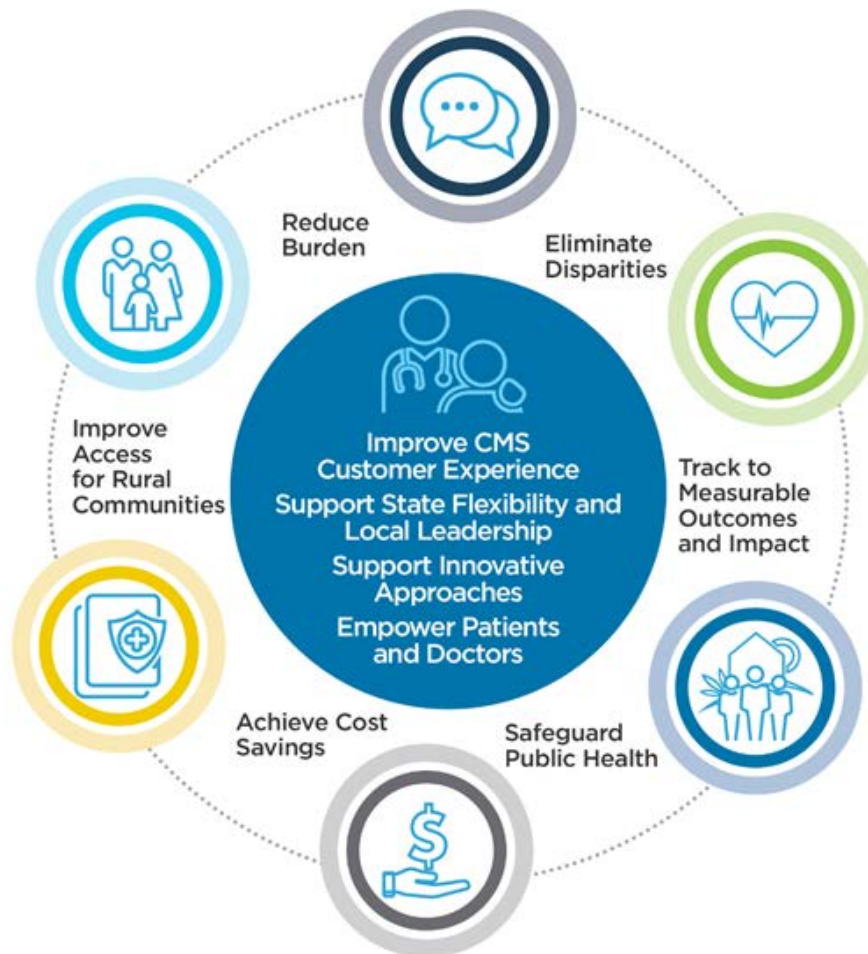 Reduce
Burden
Eliminate
Disparities
Improve
Access
for Rural
Communities
Improve CMS
Customer Experience
Support State Flexibility and
Local Leadership
Support Innovative
Approaches
Empower Patients
and Doctors
Track to
Measurable
Outcomes
and Impact
Achieve Cost
Savings
Safeguard
Public Health
$